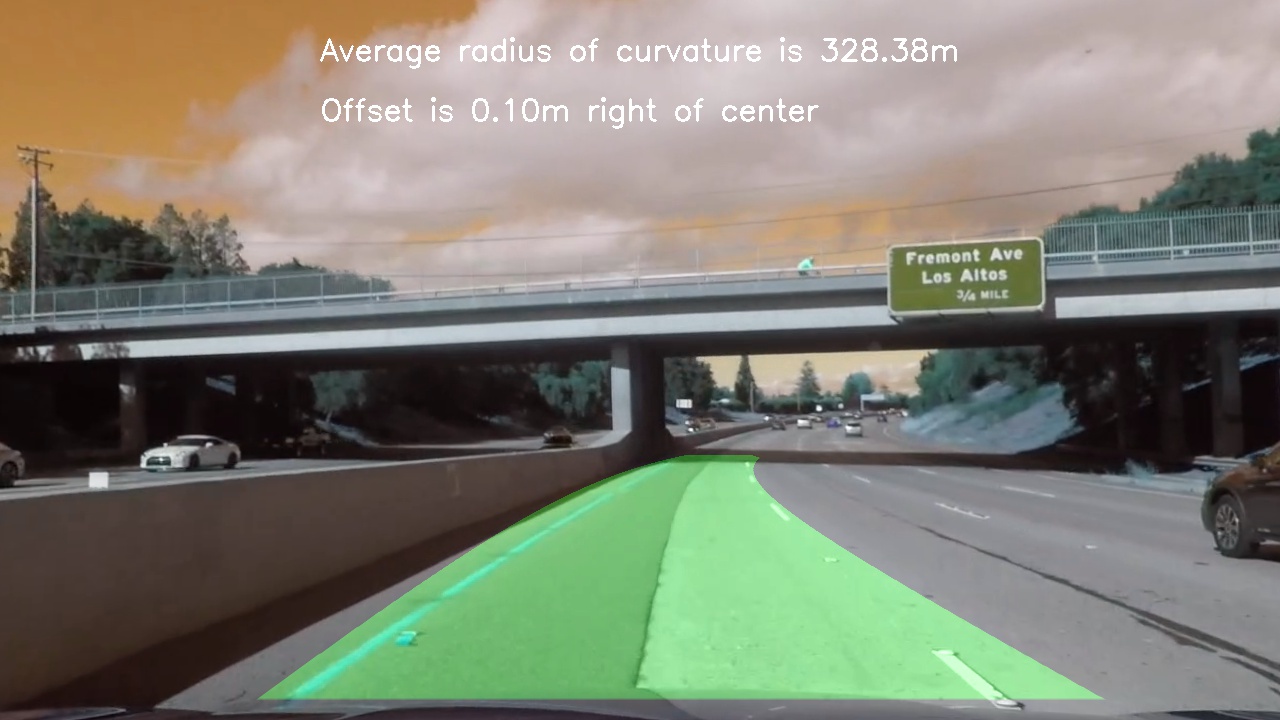 Average radius of curvature is 328.38m
Offset is 0.10m right of center
Fremont Ave
Los Altos
3/4 MILE